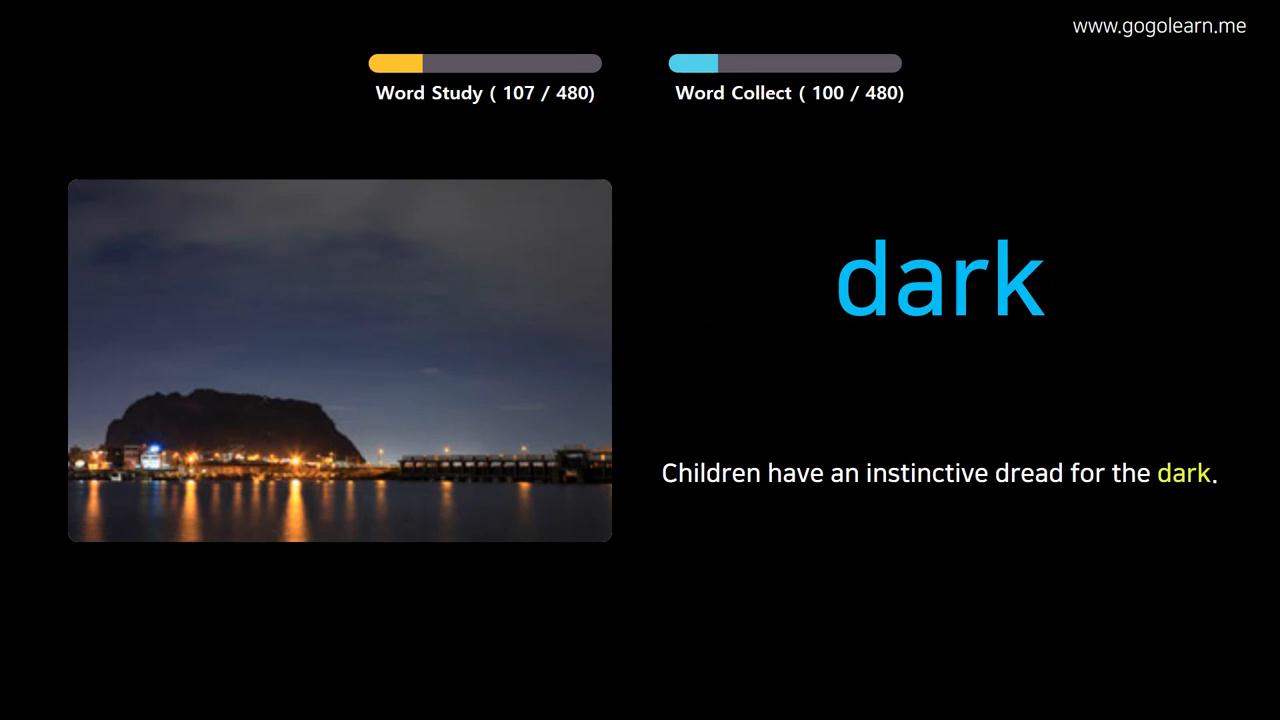 www.gogolearn.me
Word Study ( 107 / 480)
Word Collect ( 100 / 480)
dark
Children have an instinctive dread for the dark.